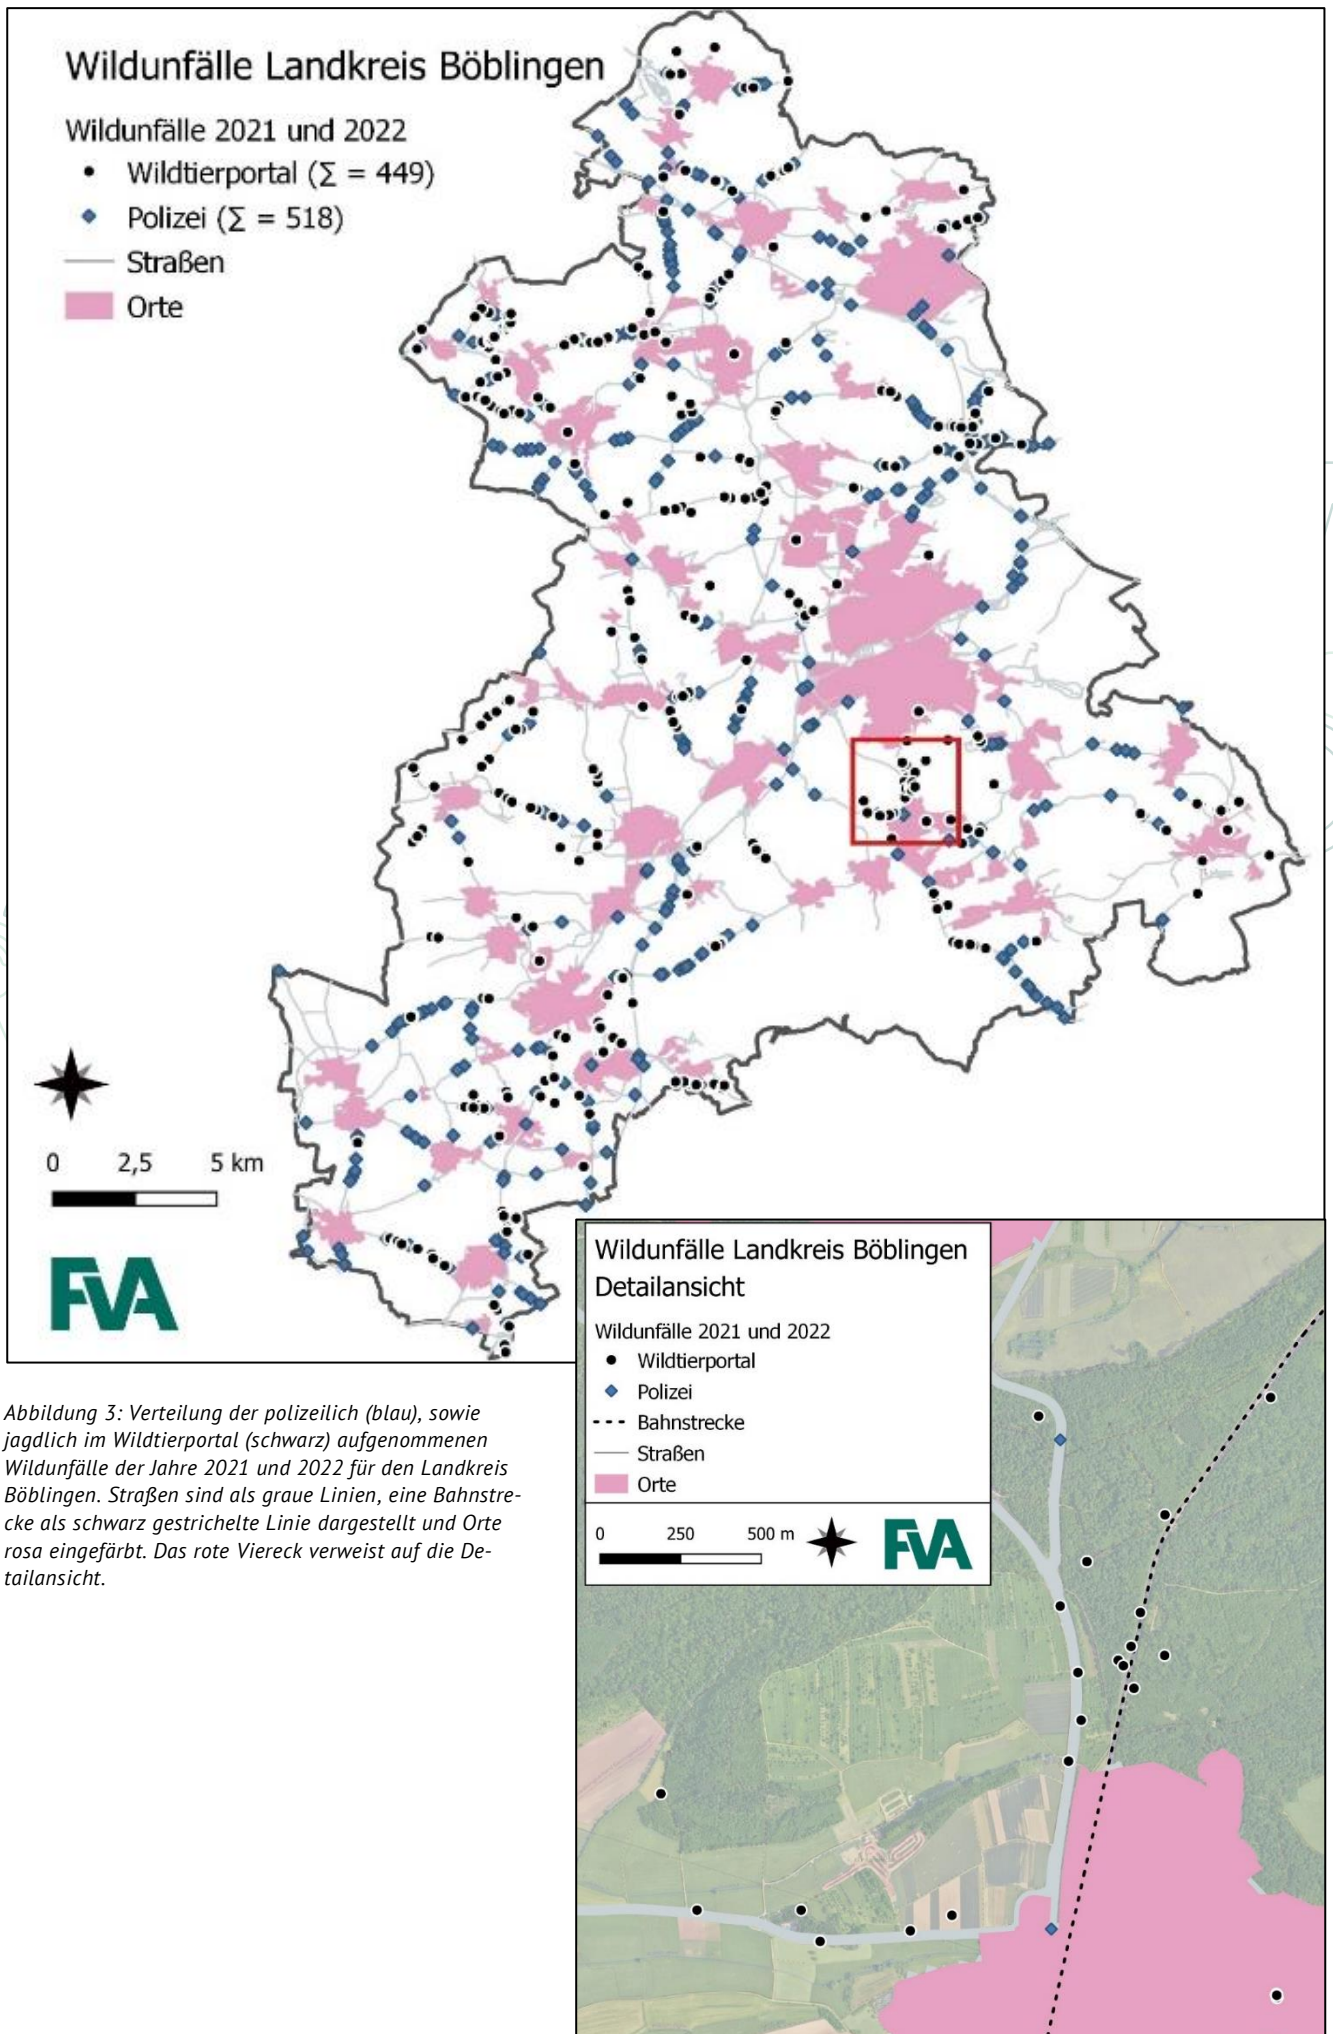 Wildunfälle Landkreis Böblingen
Wildunfälle 2021 und 2022
Wildtierportal (Σ = 449)
Polizei (Σ = 518)
Straßen
Orte
0 2,5 5 km
FVA
Wildunfälle Landkreis Böblingen
Detailansicht
Wildunfälle 2021 und 2022
Wildtierportal
Polizei
Bahnstrecke
Straßen
Orte
0 250 500 m
FVA
Abbildung 3: Verteilung der polizeilich (blau), sowie
jagdlich im Wildtierportal (schwarz) aufgenommenen
Wildunfälle der Jahre 2021 und 2022 für den Landkreis
Böblingen. Straßen sind als graue Linien, eine Bahnstre-
cke als schwarz gestrichelte Linie dargestellt und Orte
rosa eingefärbt. Das rote Viereck verweist auf die De-
tailansicht.